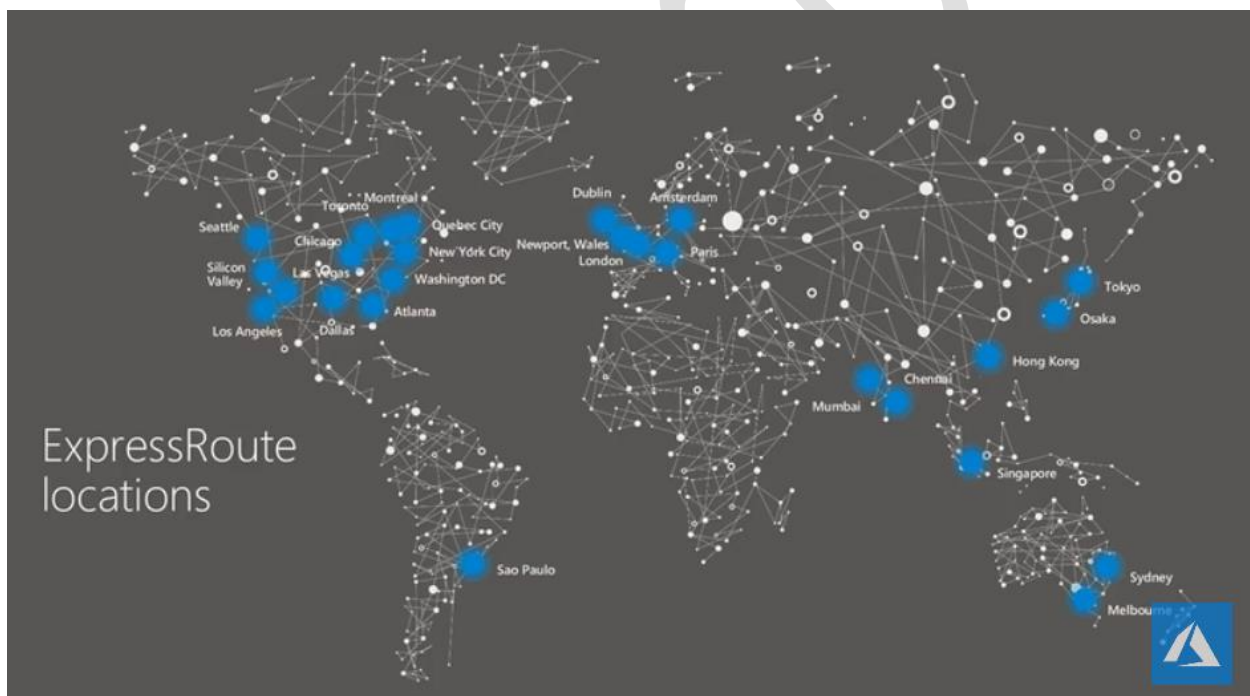 Montreal
Toronto
Quebec City
Seattle
Chicago
New York City
Silicon
Valley
Las Vegas
Washington DC
Los Angeles
Dallas
Atlanta
Dublin
Amsterdam
Newport, Wales
London
Paris
Tokyo
Osaka
Hong Kong
Chennai
Mumbai
Singapore
ExpressRoute
locations
Sao Paulo
Sydney
Melbourne